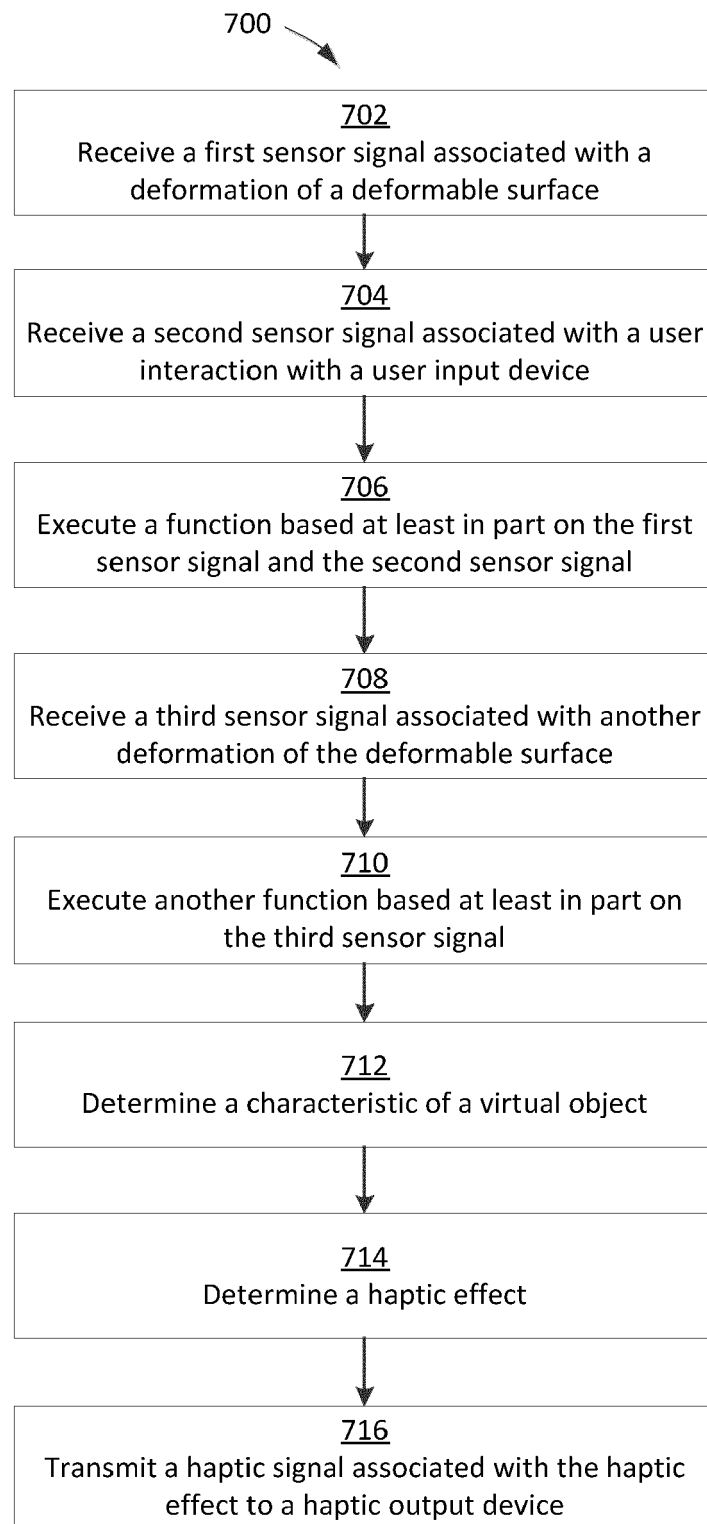 700
702
Receive a first sensor signal associated with a
deformation of a deformable surface
704
Receive a second sensor signal associated with a user
interaction with a user input device
706
Execute a function based at least in part on the first
sensor signal and the second sensor signal
708
Receive a third sensor signal associated with another
deformation of the deformable surface
710
Execute another function based at least in part on
the third sensor signal
712
Determine a characteristic of a virtual object
714
Determine a haptic effect
716
Transmit a haptic signal associated with the haptic
effect to a haptic output device